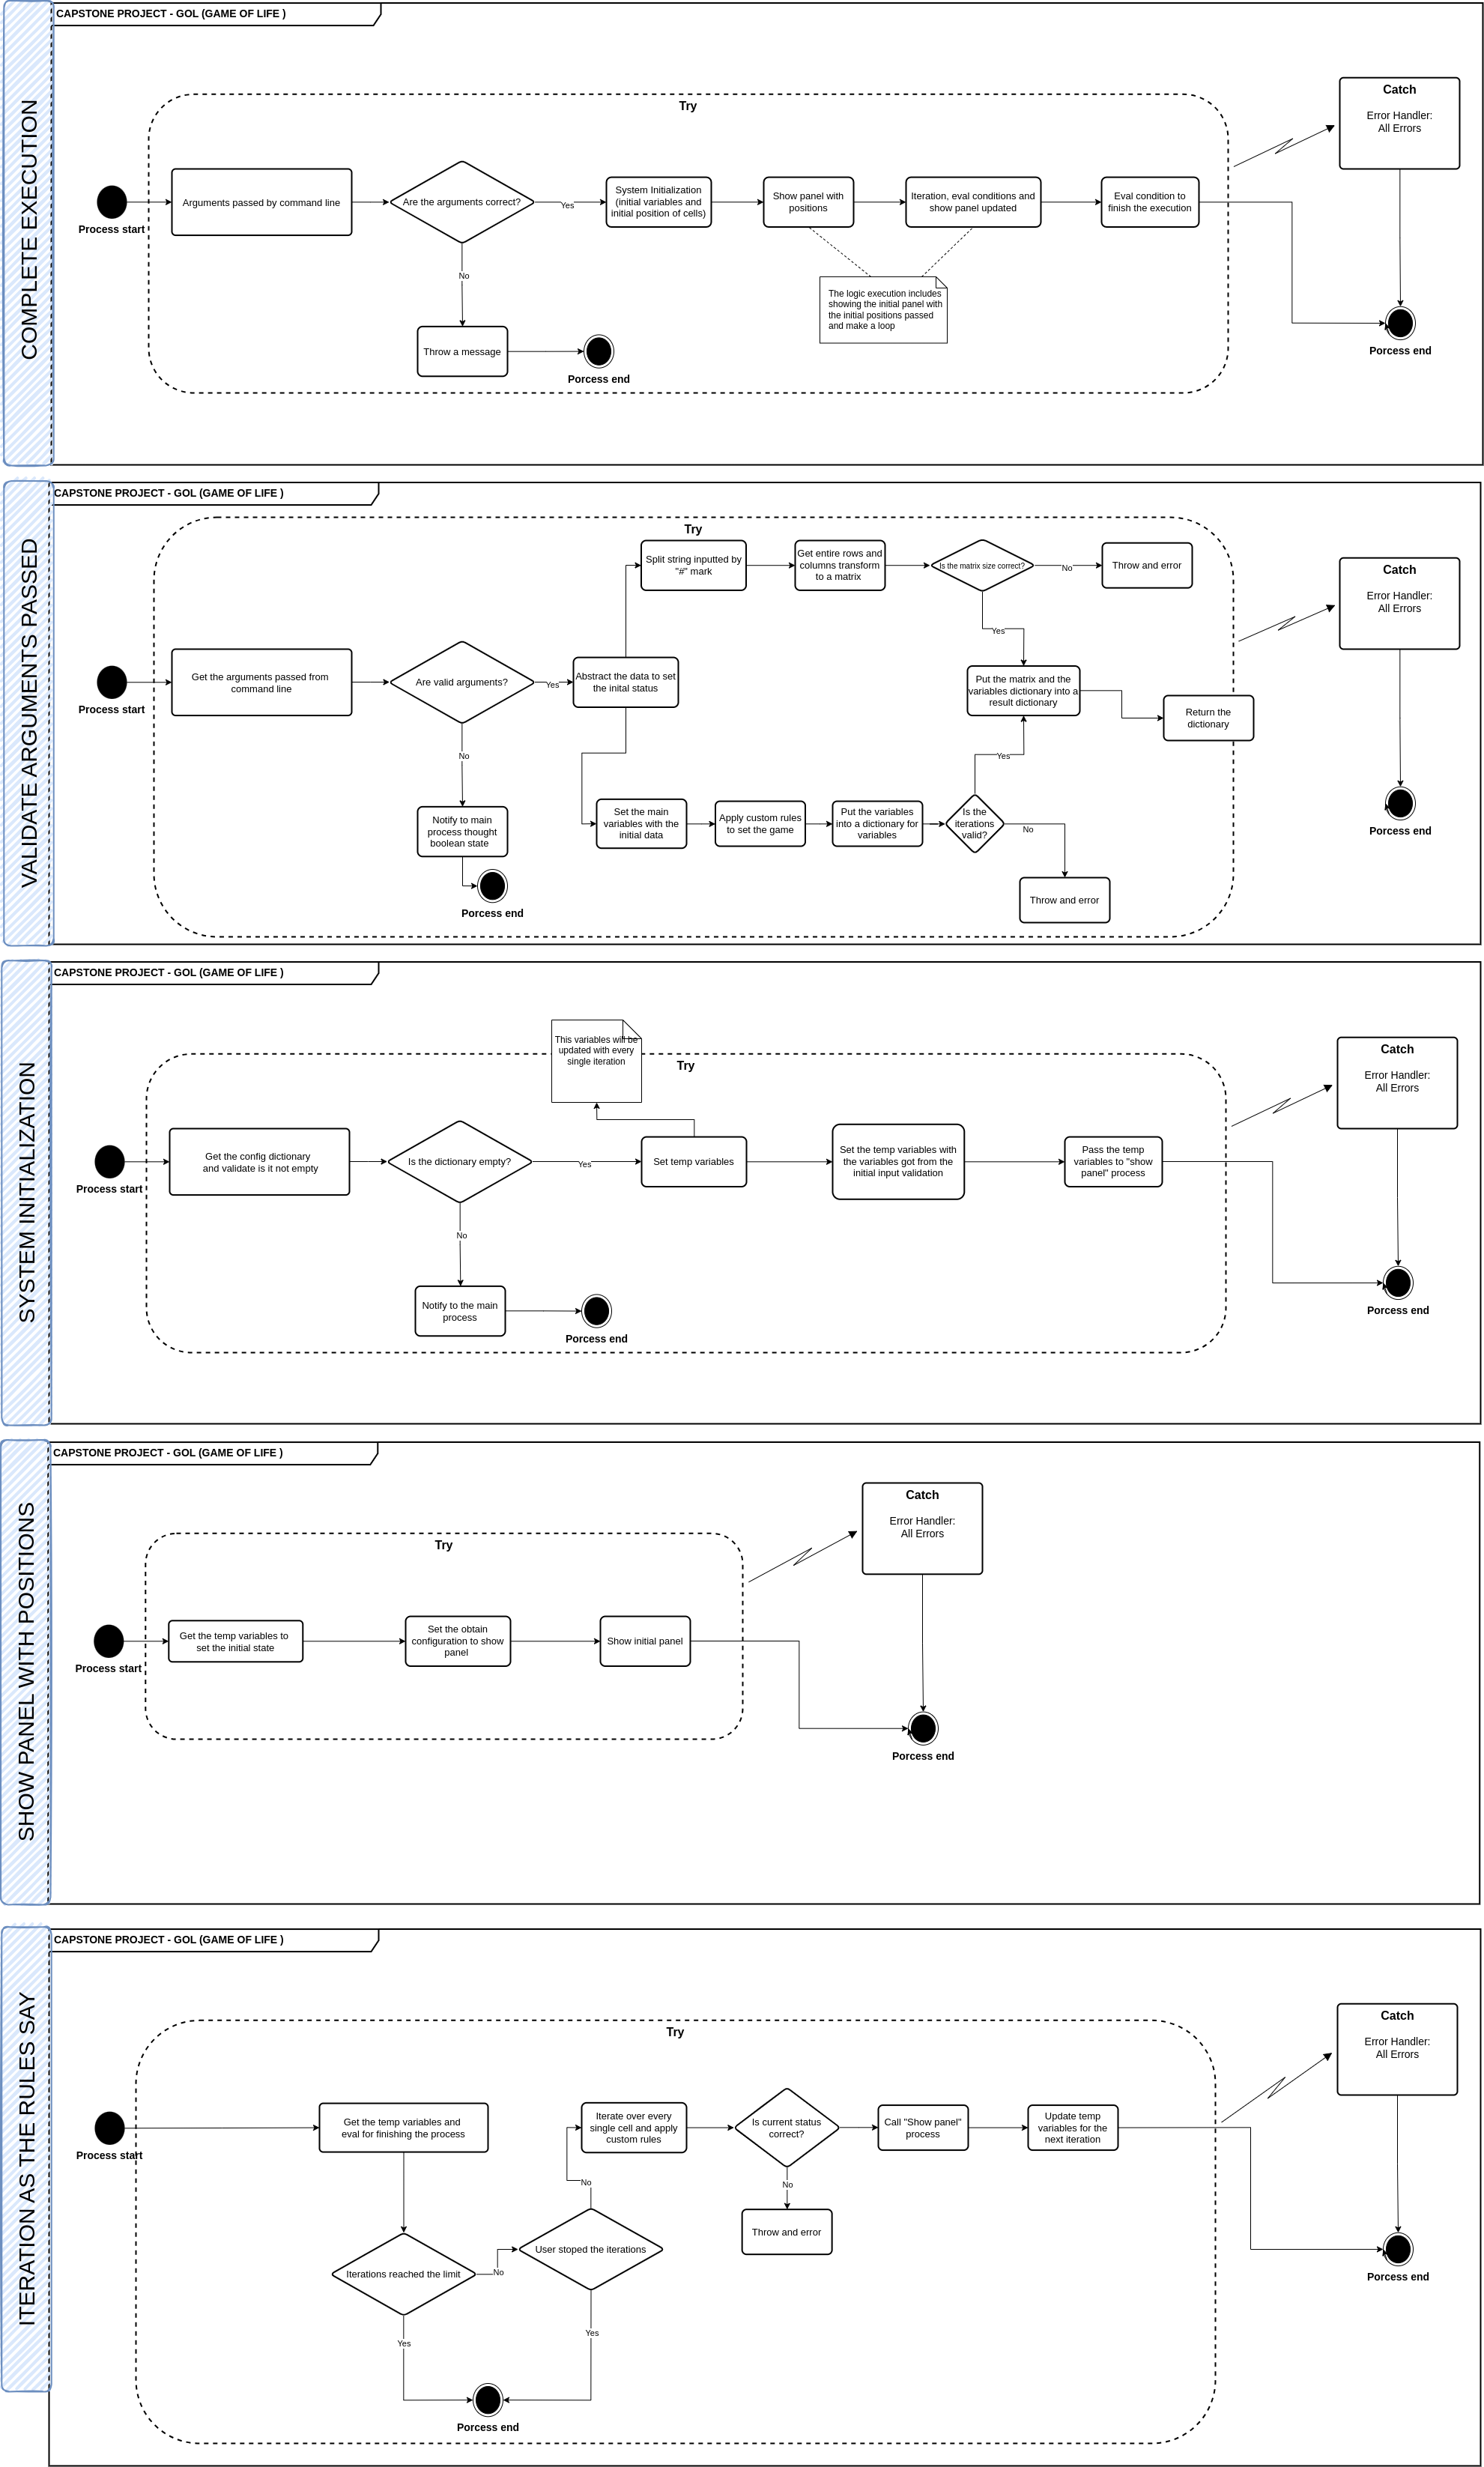 CAPSTONE PROJECT - GOL (GAME OF LIFE )
COMPLETE EXECUTION
Try
Catch
Error Handler:
All Errors
Process start
Arguments passed by command line
Are the arguments correct?
Yes
System Initialization
(initial variables and
initial position of cells)
Show panel with
positions
Iteration, eval conditions and
show panel updated
Eval condition to
finish the execution
No
The logic execution includes
showing the initial panel with
the initial positions passed
and make a loop
Throw a message
Porcess end
Porcess end
CAPSTONE PROJECT - GOL (GAME OF LIFE )
VALIDATE ARGUMENTS PASSED
Try
Split string inputted by
"#" mark
Get entire rows and
columns transform
to a matrix
Is the matrix size correct?
No
Throw and error
Catch
Error Handler:
All Errors
Yes
Process start
Get the arguments passed from
command line
Are valid arguments?
Yes
Abstract the data to set
the inital status
Put the matrix and the
variables dictionary into a
result dictionary
Return the
dictionary
No
Yes
Notify to main
process thought
boolean state
Set the main
variables with the
initial data
Apply custom rules
to set the game
Put the variables
into a dictionary for
variables
Is the
iterations
valid?
No
Throw and error
Porcess end
Porcess end
CAPSTONE PROJECT - GOL (GAME OF LIFE )
SYSTEM INITIALIZATION
This variables will be
updated with every
single iteration
Try
Catch
Error Handler:
All Errors
Process start
Get the config dictionary
and validate is it not empty
Is the dictionary empty?
Yes
Set temp variables
Set the temp variables with
the variables got from the
initial input validation
Pass the temp
variables to "show
panel" process
No
Notify to the main
process
Porcess end
Porcess end
CAPSTONE PROJECT - GOL (GAME OF LIFE )
SHOW PANEL WITH POSITIONS
Try
Catch
Error Handler:
All Errors
Process start
Get the temp variables to
set the initial state
Set the obtain
configuration to show
panel
Show initial panel
Porcess end
CAPSTONE PROJECT - GOL (GAME OF LIFE )
ITERATION AS THE RULES SAY
Try
Catch
Error Handler:
All Errors
Process start
Get the temp variables and
eval for finishing the process
Iterate over every
single cell and apply
custom rules
Is current status
correct?
Call "Show panel"
process
Update temp
variables for the
next iteration
No
No
Throw and error
Iterations reached the limit
No
User stoped the iterations
Yes
Yes
Porcess end
Porcess end